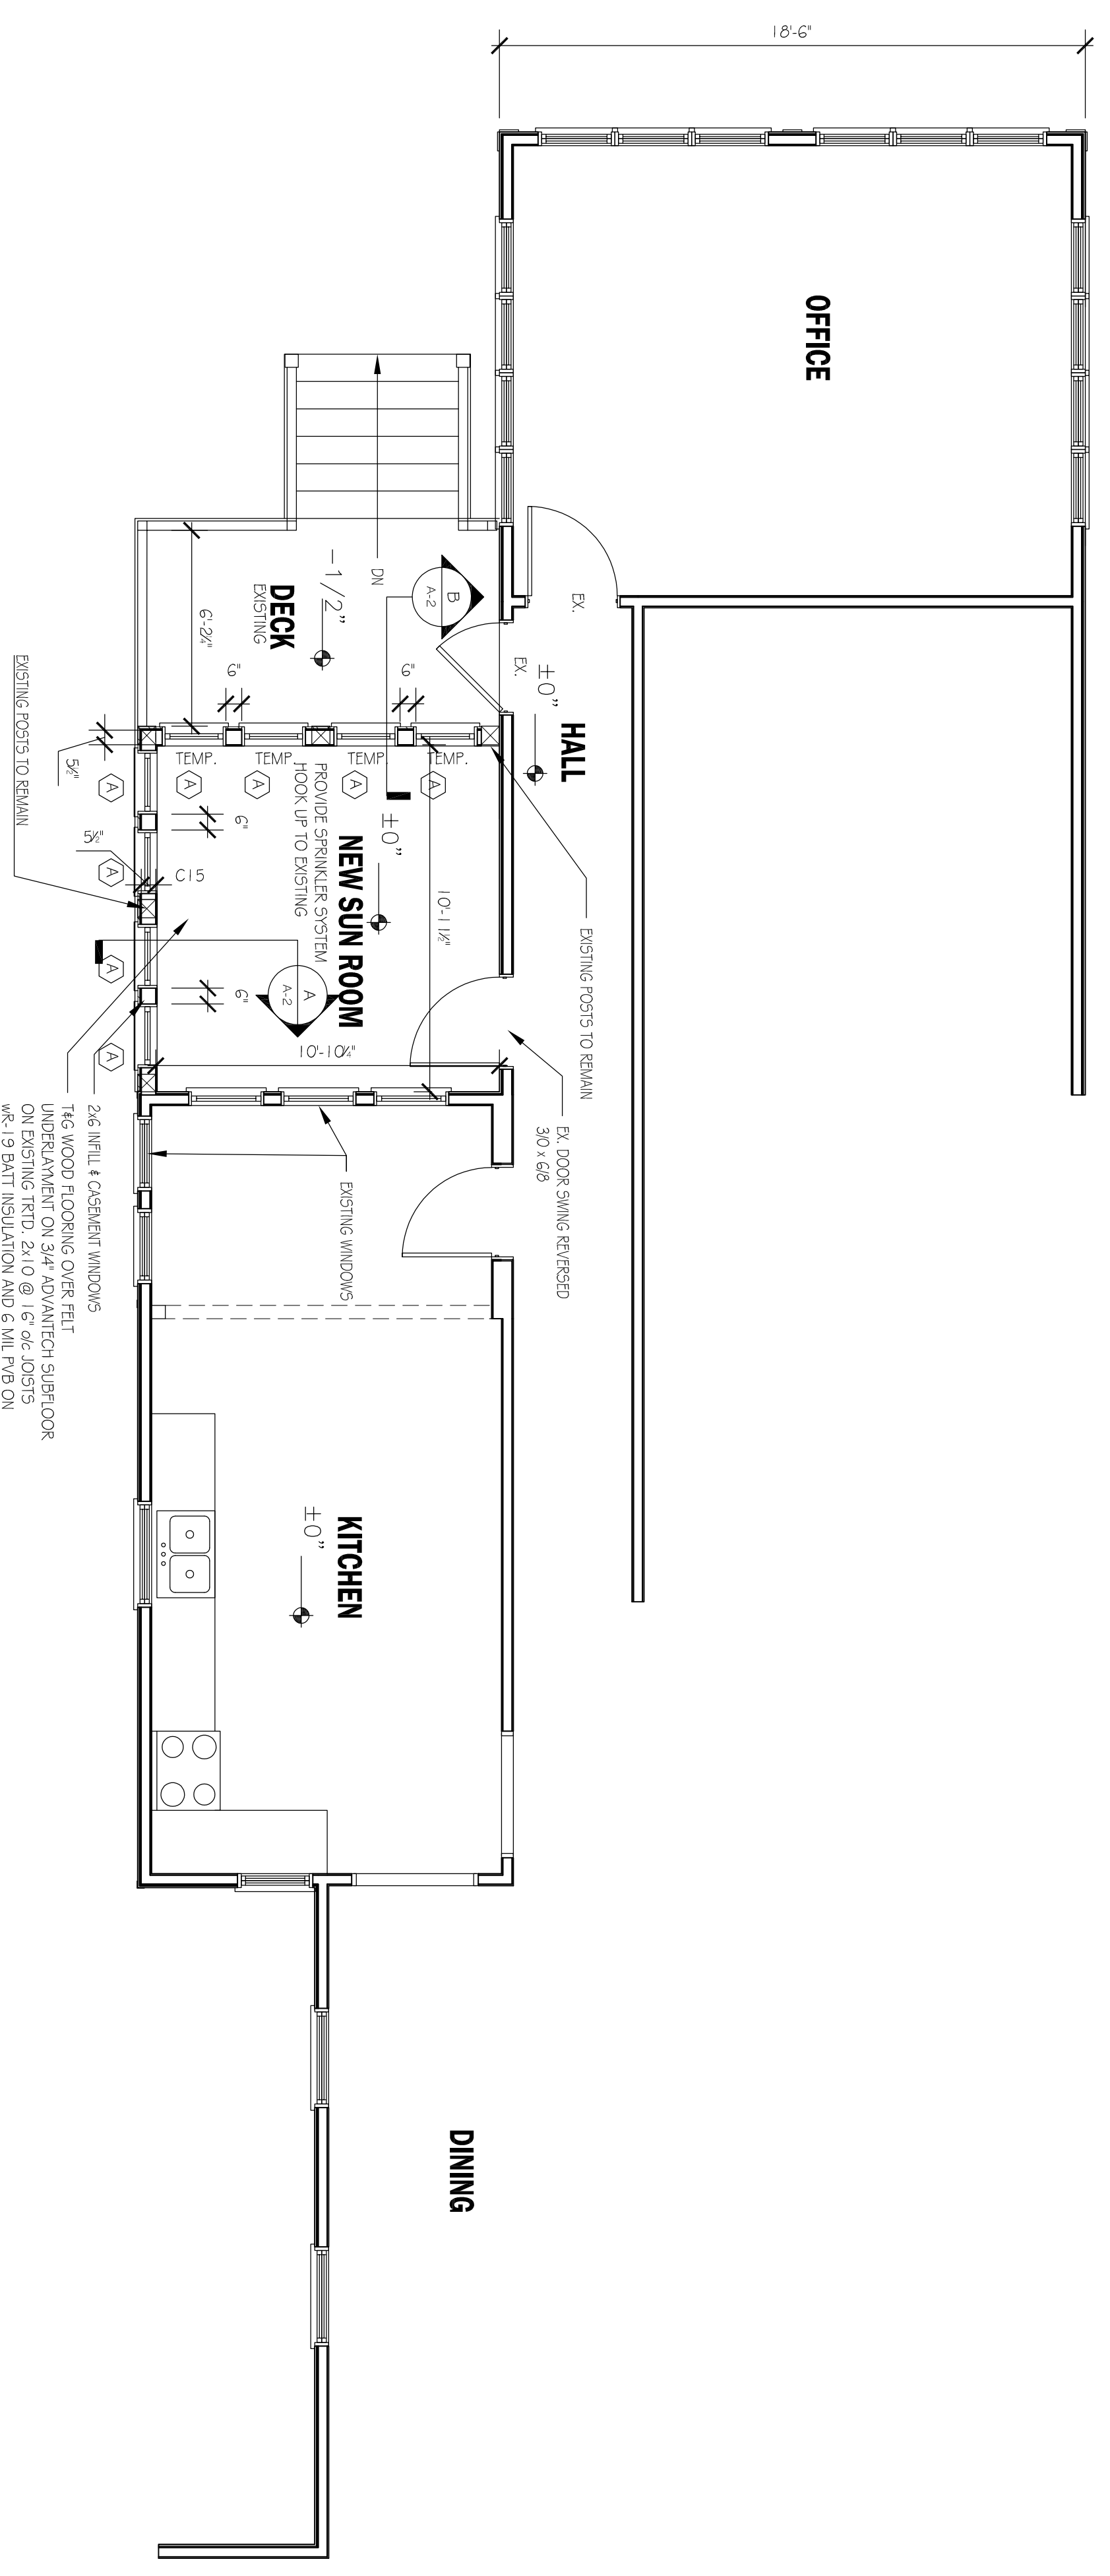 18'-6"
OFFICE
EX.
EX.
±0"
HALL
DN
-1/2"
DECK
EXISTING
B
A-2
6'-2¼"
6"
6"
EXISTING POSTS TO REMAIN
5½"
5½"
TEMP.
TEMP.
TEMP.
TEMP.
A
A
A
A
A
A
A
A
6"
C15
6"
±0"
NEW SUN ROOM
PROVIDE SPRINKLER SYSTEM
HOOK UP TO EXISTING
10'-11½"
10'-10¼"
A
A-2
EXISTING POSTS TO REMAIN
EX. DOOR SWING REVERSED
3/0 x 6/8
EXISTING WINDOWS
2x6 INFILL & CASEMENT WINDOWS
T&G WOOD FLOORING OVER FELT
UNDERLAYMENT ON 3/4" ADVANTECH SUBFLOOR
ON EXISTING TRTD. 2x10 @ 16" o/c JOISTS
wR-19 BATT INSULATION AND 6 MIL PVB ON
KITCHEN
±0"
DINING